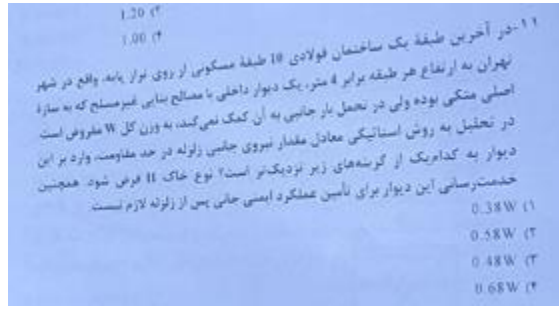 ۳) 1.20
۴) 1.00
۱۱-در آخرین طبقهٔ یک ساختمان فولادی 10 طبقهٔ مسکونی از روی تراز پایه، واقع در شهر
تهران به ارتفاع هر طبقه برابر 4 متر، یک دیوار داخلی با مصالح بنایی غیرمسلح که به سازهٔ
اصلی متکی بوده ولی در تحمل بار جانبی به آن کمک نمی‌کند، به وزن کل W مفروض است.
در تحلیل به روش استاتیکی معادل مقدار نیروی جانبی زلزله در حد مقاومت، وارد بر این
دیوار به کدام‌یک از گزینه‌های زیر نزدیک‌تر است؟ نوع خاک II فرض شود. همچنین
خدمت‌رسانی این دیوار برای تأمین عملکرد ایمنی جانی پس از زلزله لازم نیست.
۱) 0.38W
۲) 0.58W
۳) 0.48W
۴) 0.68W